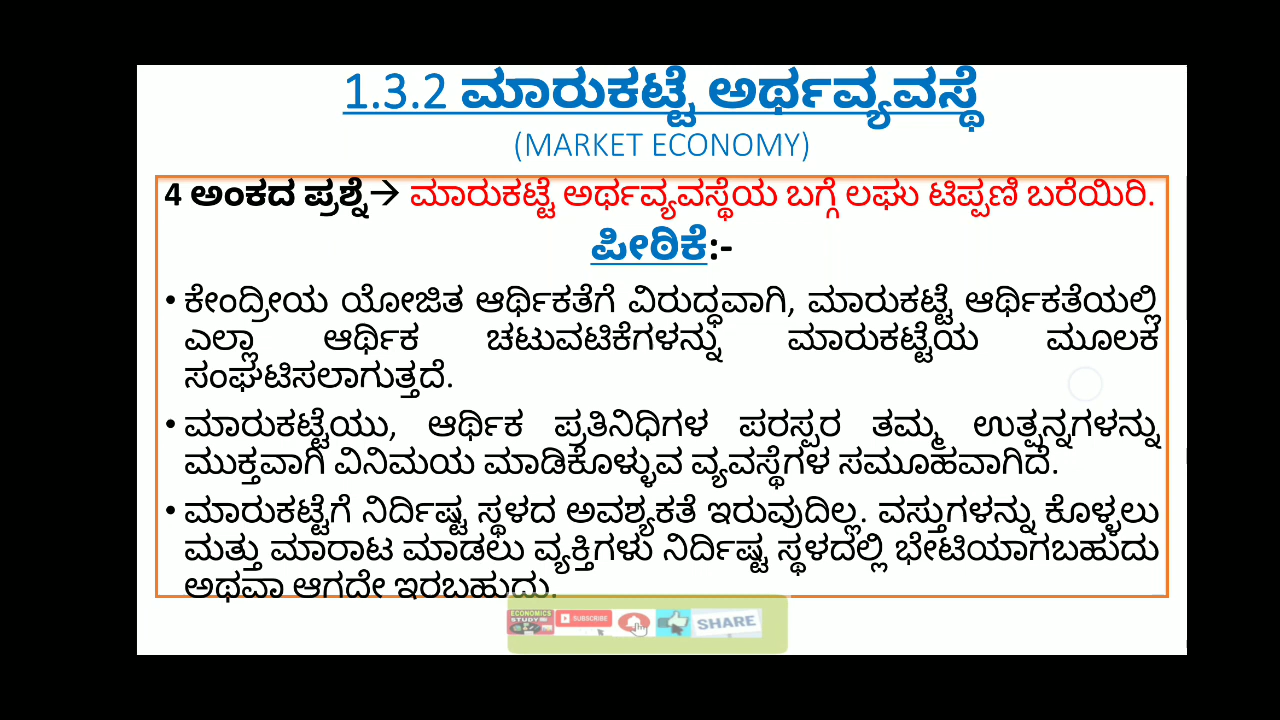 1.3.2 ಮಾರುಕಟ್ಟೆ ಅರ್ಥವ್ಯವಸ್ಥೆ
(MARKET ECONOMY)
4 ಅಂಕದ ಪ್ರಶ್ನೆ→ ಮಾರುಕಟ್ಟೆ ಅರ್ಥವ್ಯವಸ್ಥೆಯ ಬಗ್ಗೆ ಲಘು ಟಿಪ್ಪಣಿ ಬರೆಯಿರಿ.
ಪೀಠಿಕೆ:-
• ಕೇಂದ್ರೀಯ ಯೋಜಿತ ಆರ್ಥಿಕತೆಗೆ ವಿರುದ್ಧವಾಗಿ, ಮಾರುಕಟ್ಟೆ ಆರ್ಥಿಕತೆಯಲ್ಲಿ
ಎಲ್ಲಾ ಆರ್ಥಿಕ ಚಟುವಟಿಕೆಗಳನ್ನು ಮಾರುಕಟ್ಟೆಯ ಮೂಲಕ
ಸಂಘಟಿಸಲಾಗುತ್ತದೆ.
• ಮಾರುಕಟ್ಟೆಯು, ಆರ್ಥಿಕ ಪ್ರತಿನಿಧಿಗಳ ಪರಸ್ಪರ ತಮ್ಮ ಉತ್ಪನ್ನಗಳನ್ನು
ಮುಕ್ತವಾಗಿ ವಿನಿಮಯ ಮಾಡಿಕೊಳ್ಳುವ ವ್ಯವಸ್ಥೆಗಳ ಸಮೂಹವಾಗಿದೆ.
• ಮಾರುಕಟ್ಟೆಗೆ ನಿರ್ದಿಷ್ಟ ಸ್ಥಳದ ಅವಶ್ಯಕತೆ ಇರುವುದಿಲ್ಲ. ವಸ್ತುಗಳನ್ನು ಕೊಳ್ಳಲು
ಮತ್ತು ಮಾರಾಟ ಮಾಡಲು ವ್ಯಕ್ತಿಗಳು ನಿರ್ದಿಷ್ಟ ಸ್ಥಳದಲ್ಲಿ ಭೇಟಿಯಾಗಬಹುದು
ಅಥವಾ ಆಗದೇ ಇರಬಹುದು.
ECONOMICS
STUDY
SUBSCRIBE
SHARE